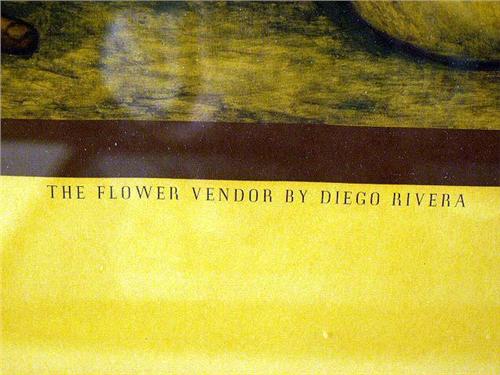 THE FLOWER VENDOR BY DIEGO RIVERA